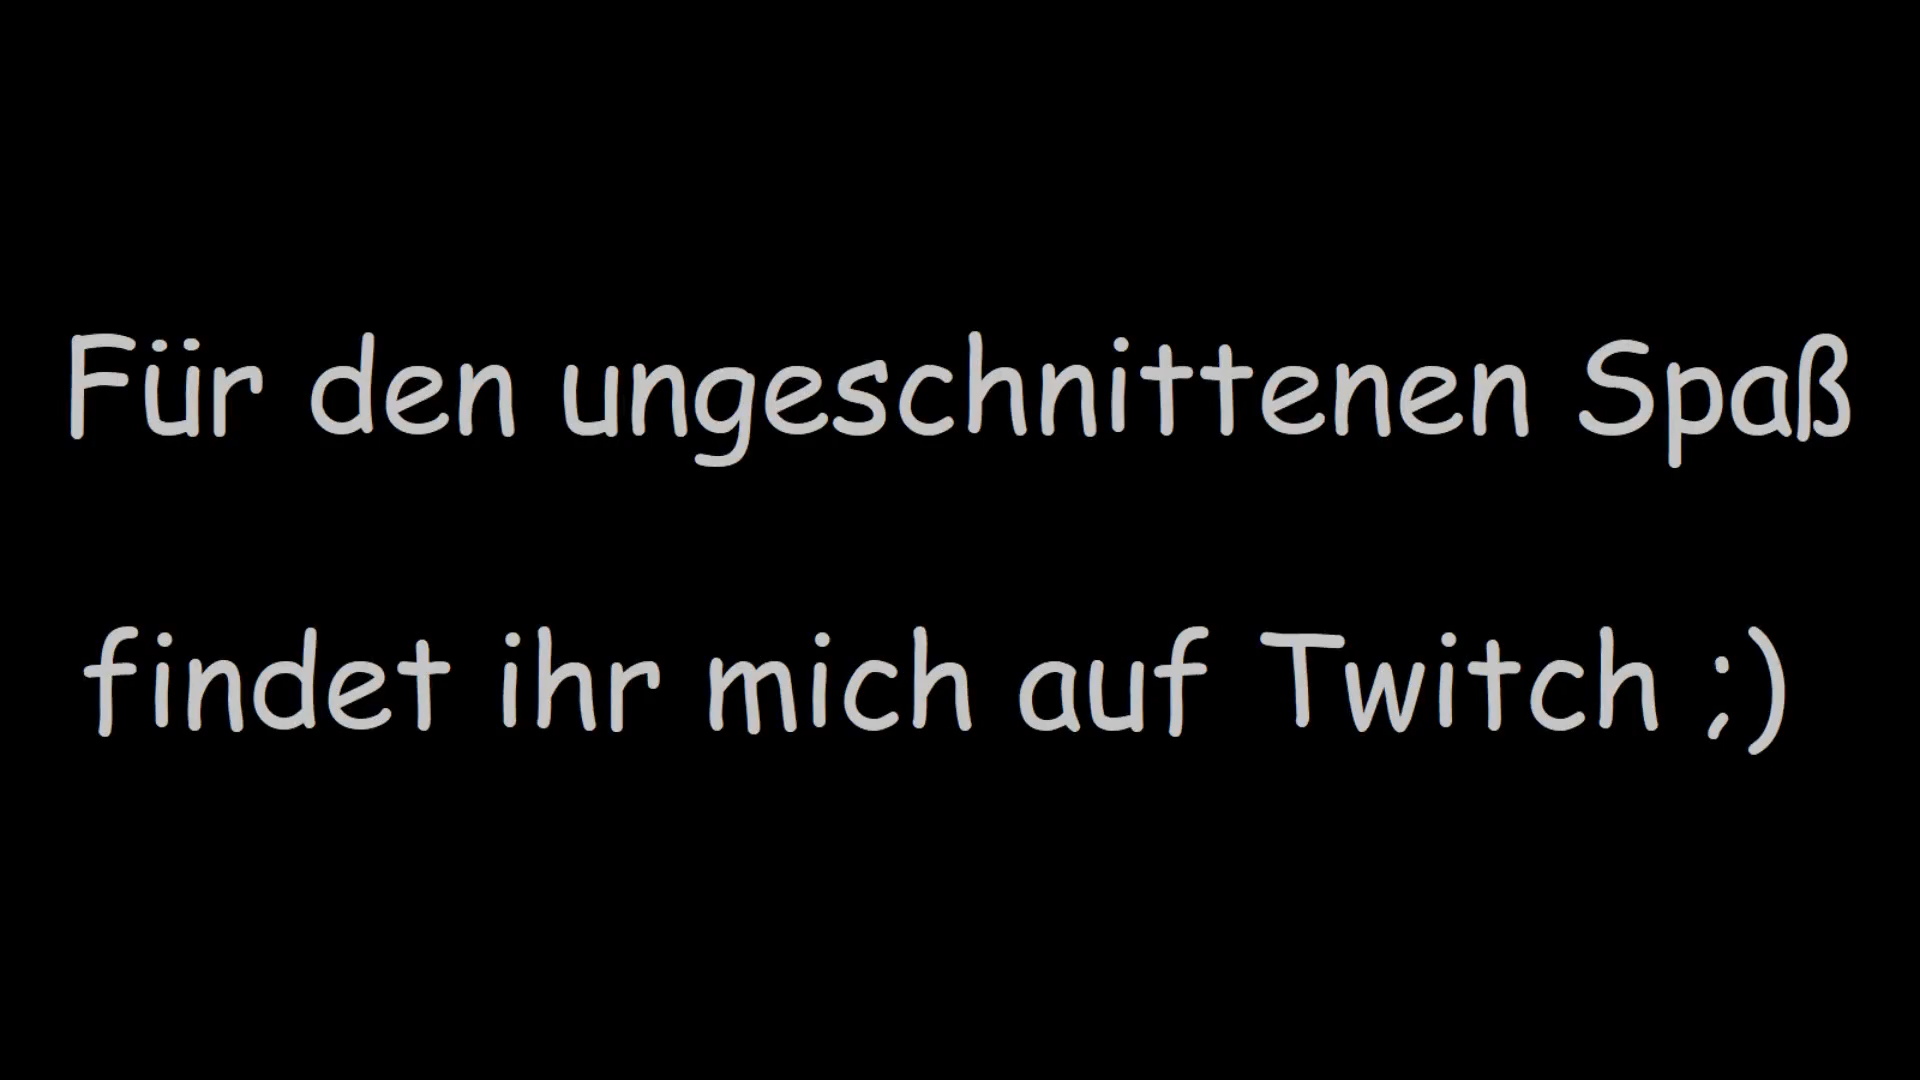 Für den ungeschnittenen Spaß
findet ihr mich auf Twitch ;)